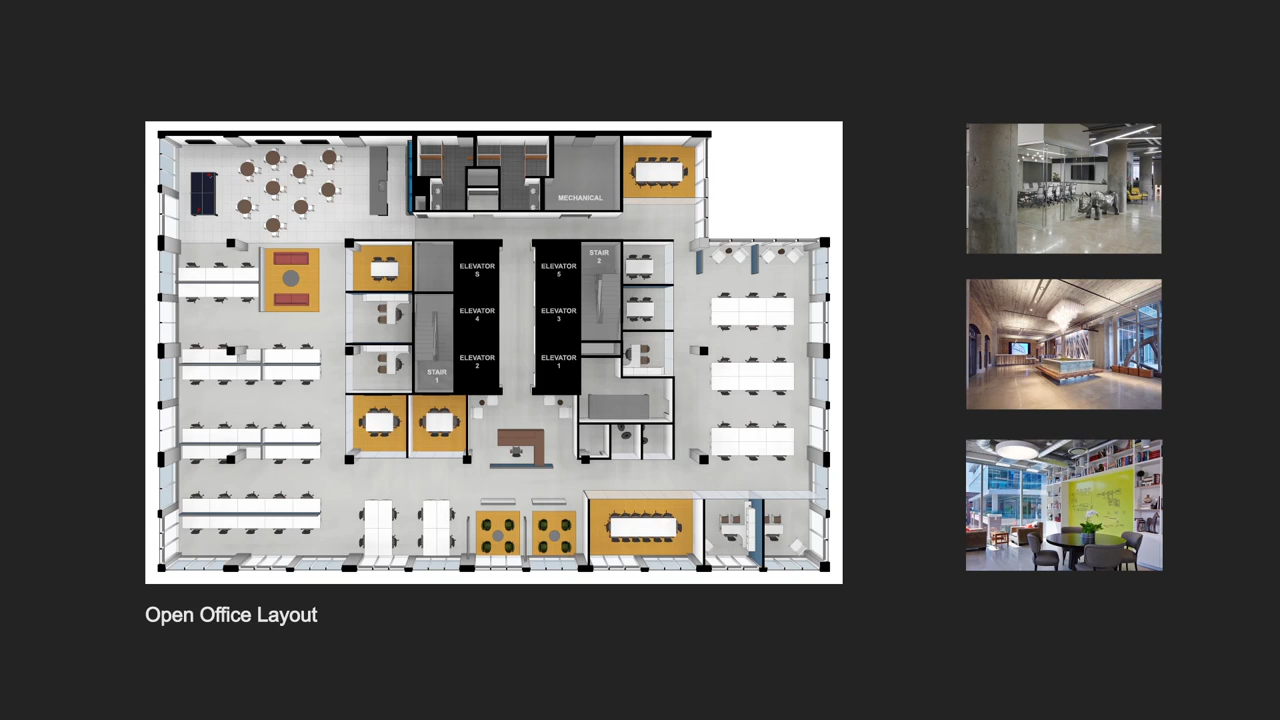 MECHANICAL
ELEVATOR
S
ELEVATOR
5
STAIR
2
ELEVATOR
4
ELEVATOR
3
ELEVATOR
2
ELEVATOR
1
STAIR
1
Open Office Layout